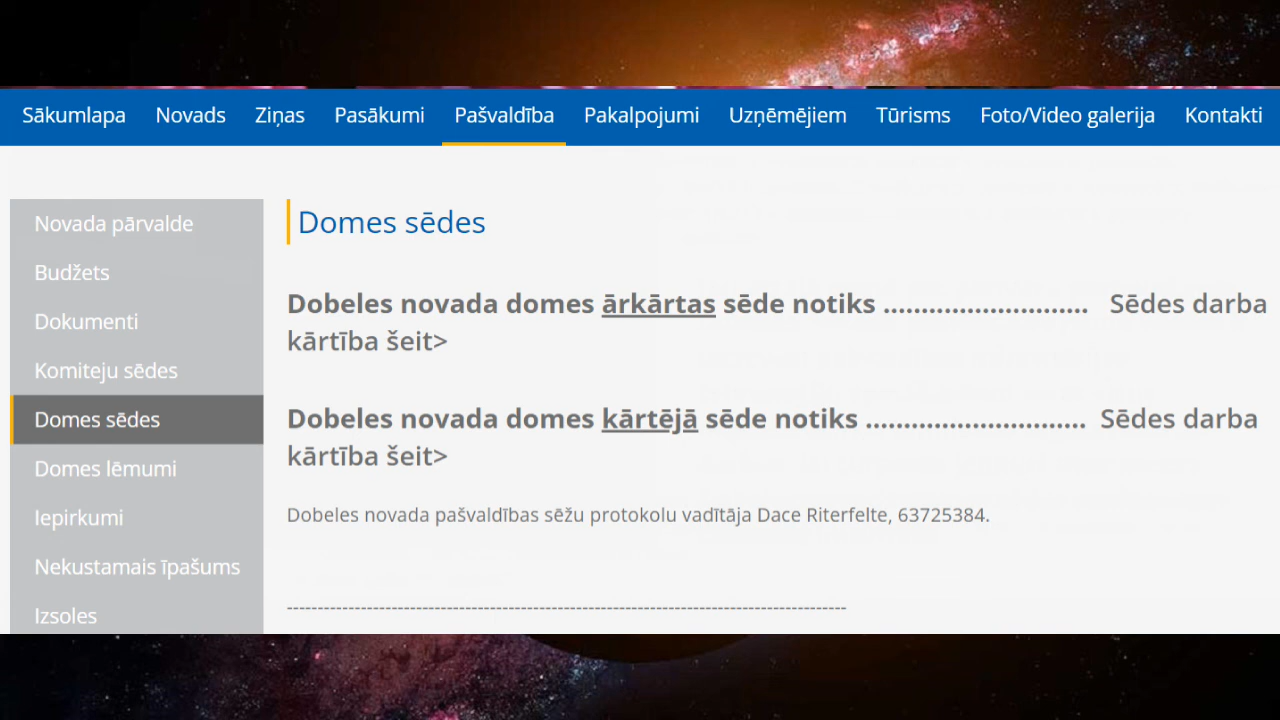 Sākumlapa Novads Ziņas Pasākumi Pašvaldība Pakalpojumi Uzņēmējiem Tūrisms Foto/Video galerija Kontakti
Novada pārvalde
Budžets
Dokumenti
Komiteju sēdes
Domes sēdes
Domes lēmumi
Iepirkumi
Nekustamais īpašums
Izsoles
Domes sēdes
Dobeles novada domes ārkārtas sēde notiks ........................... Sēdes darba
kārtība šeit>
Dobeles novada domes kārtējā sēde notiks ............................. Sēdes darba
kārtība šeit>
Dobeles novada pašvaldības sēžu protokolu vadītāja Dace Riterfelte, 63725384.
--------------------------------------------------------------------------------------------